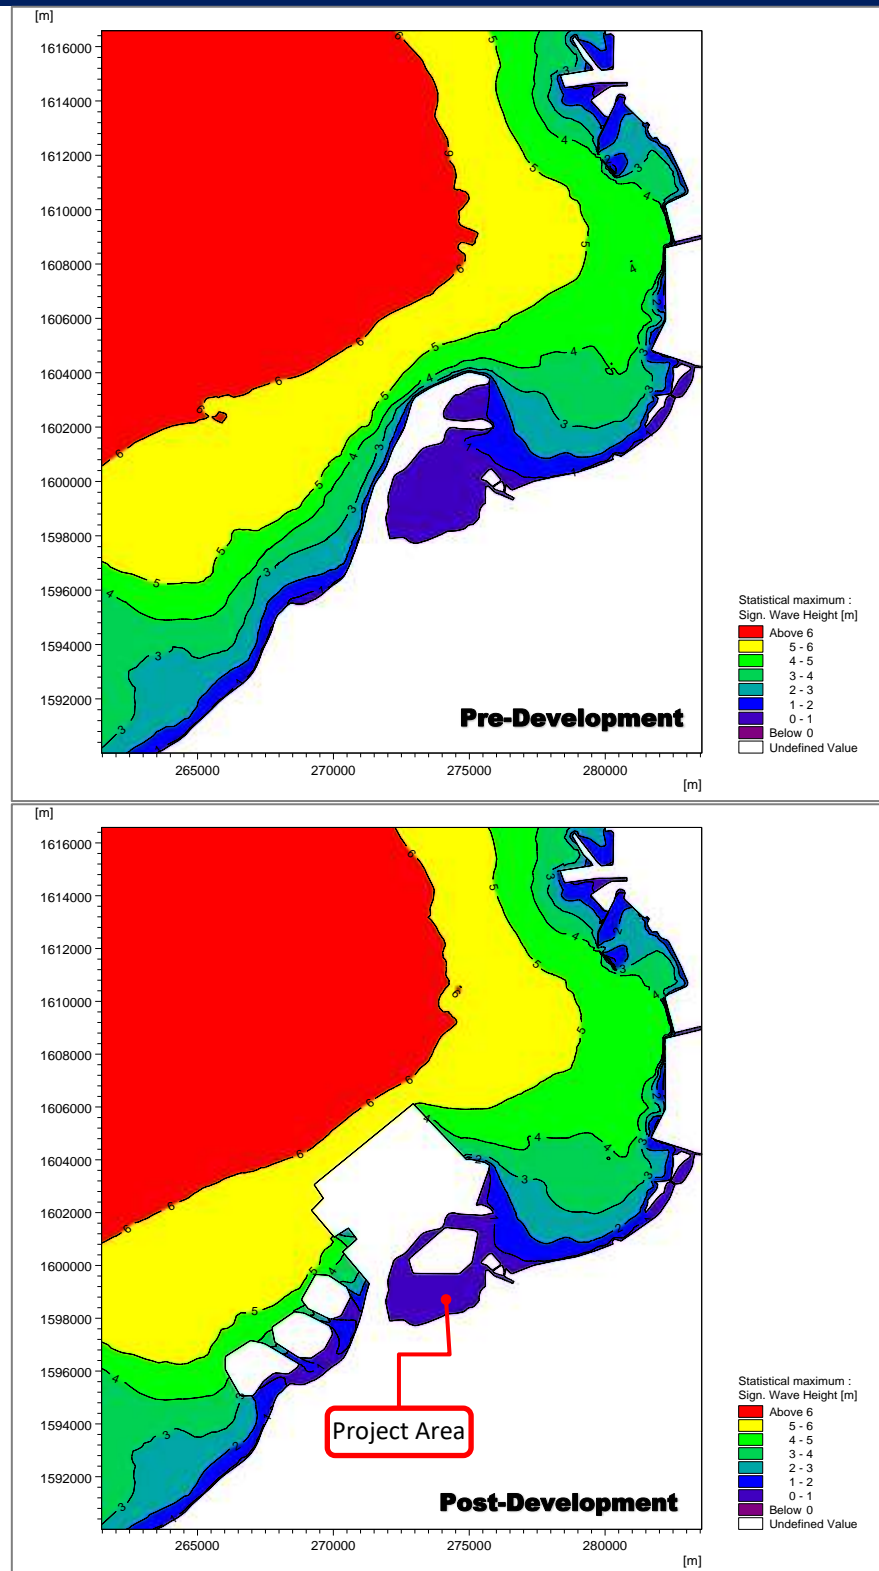 [m]
1616000
1614000
1612000
1610000
1608000
1606000
1604000
1602000
1600000
1598000
1596000
1594000
1592000
265000
270000
275000
280000
[m]
Pre-Development
Statistical maximum :
Sign. Wave Height [m]
Above 6
5 - 6
4 - 5
3 - 4
2 - 3
1 - 2
0 - 1
Below 0
Undefined Value
[m]
1616000
1614000
1612000
1610000
1608000
1606000
1604000
1602000
1600000
1598000
1596000
1594000
1592000
265000
270000
275000
280000
[m]
Project Area
Post-Development
Statistical maximum :
Sign. Wave Height [m]
Above 6
5 - 6
4 - 5
3 - 4
2 - 3
1 - 2
0 - 1
Below 0
Undefined Value